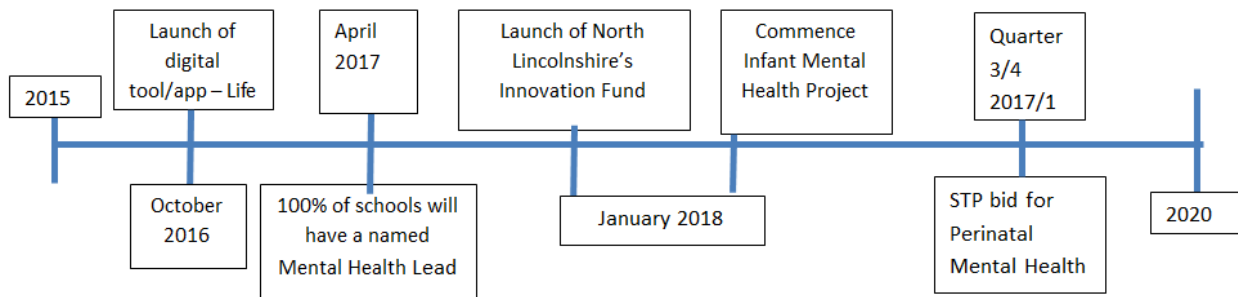 2015
Launch of
digital
tool/app – Life
October
2016
April
2017
100% of schools will
have a named
Mental Health Lead
Launch of North
Lincolnshire's
Innovation Fund
Commence
Infant Mental
Health Project
January 2018
Quarter
3/4
2017/1
STP bid for
Perinatal
Mental Health
2020